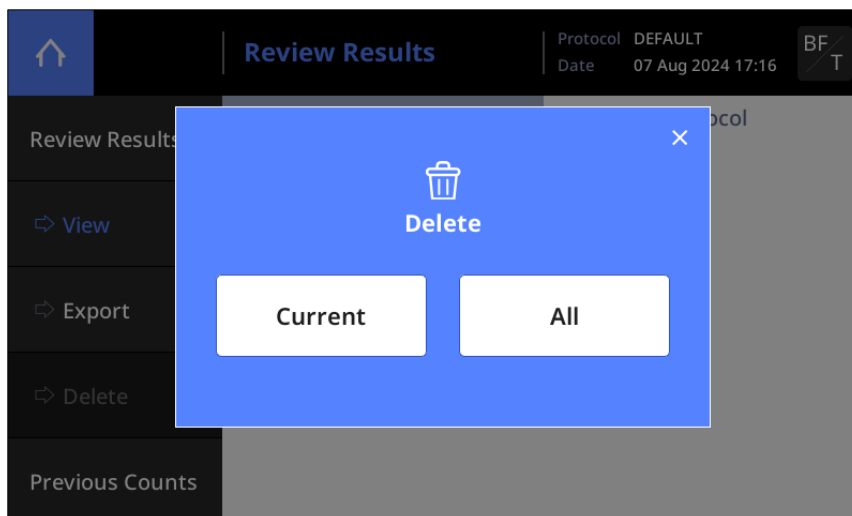 Review Results
Protocol DEFAULT
Date 07 Aug 2024 17:16
BF/T
Review Results
View
Export
Delete
Previous Counts
Delete
Current
All